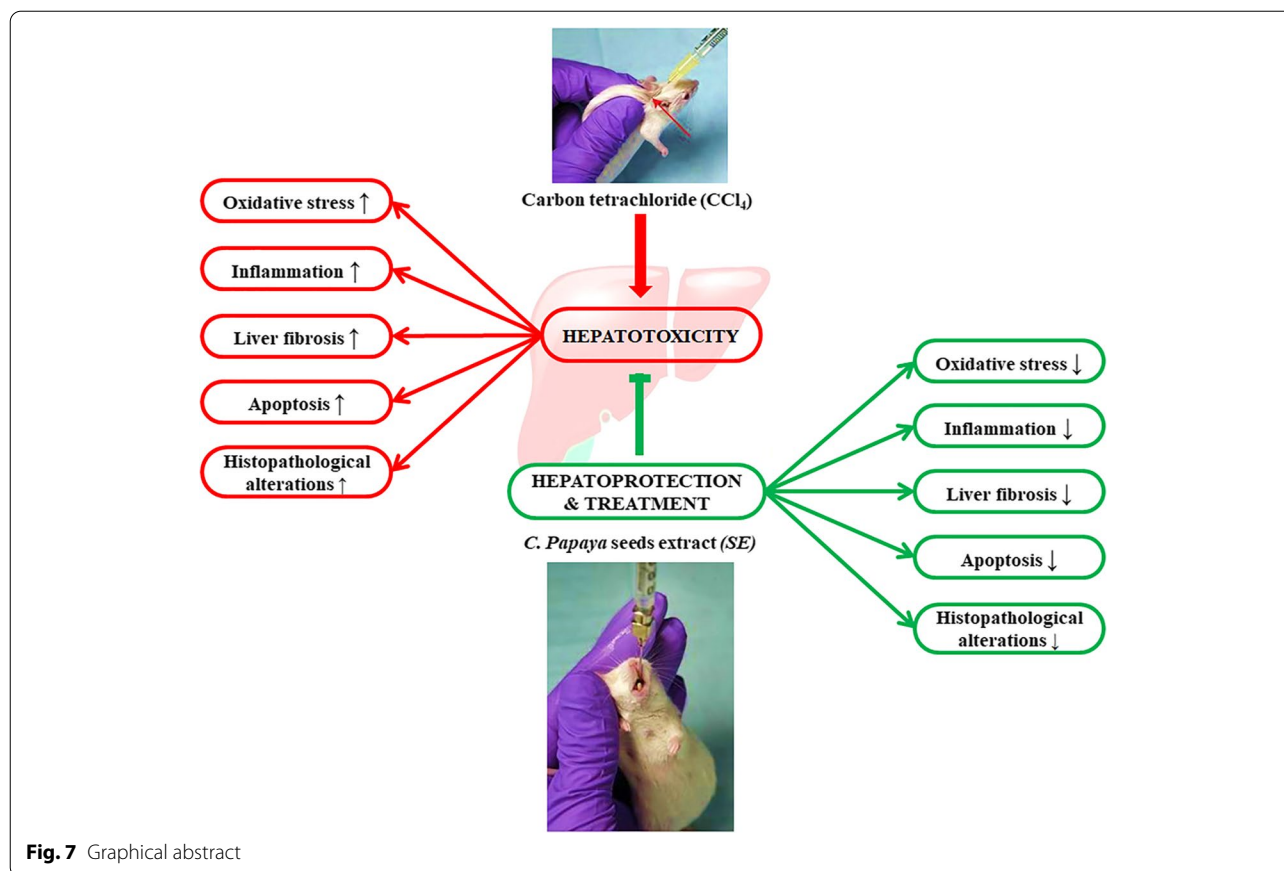 Carbon tetrachloride (CCl₄)
Oxidative stress ↑
Inflammation ↑
Liver fibrosis ↑
Apoptosis ↑
Histopathological
alterations ↑
HEPATOTOXICITY
HEPATOPROTECTION
& TREATMENT
C. Papaya seeds extract (SE)
Oxidative stress ↓
Inflammation ↓
Liver fibrosis ↓
Apoptosis ↓
Histopathological
alterations ↓
Fig. 7 Graphical abstract